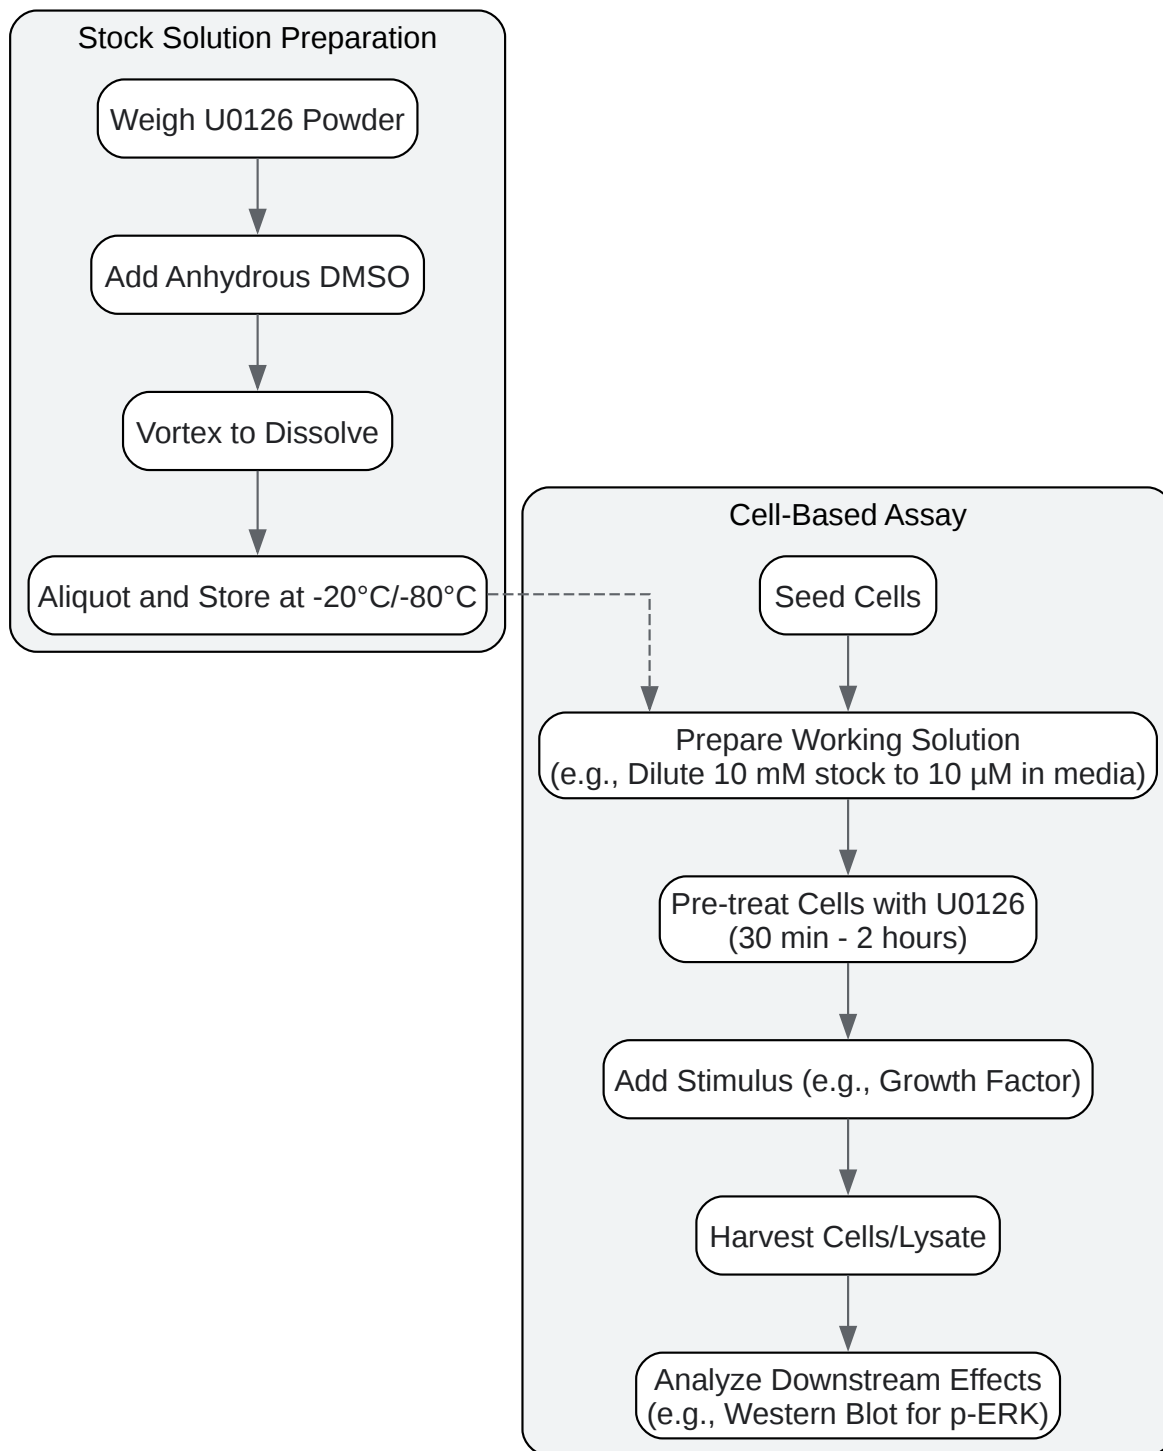 Stock Solution Preparation
Weigh U0126 Powder
Add Anhydrous DMSO
Vortex to Dissolve
Aliquot and Store at -20°C/-80°C
Cell-Based Assay
Seed Cells
Prepare Working Solution
(e.g., Dilute 10 mM stock to 10 µM in media)
Pre-treat Cells with U0126
(30 min - 2 hours)
Add Stimulus (e.g., Growth Factor)
Harvest Cells/Lysate
Analyze Downstream Effects
(e.g., Western Blot for p-ERK)